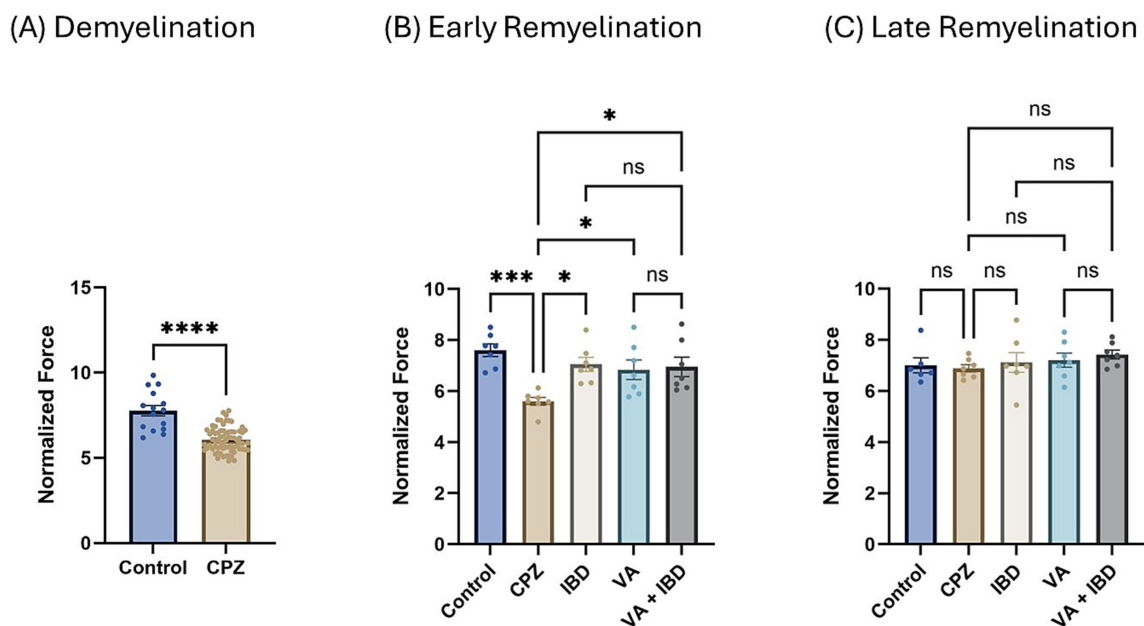 (A) Demyelination
(B) Early Remyelination
(C) Late Remyelination
Normalized Force
15
10
5
0
****
Control
CPZ
Normalized Force
10
8
6
4
2
0
*
ns
*
***
*
ns
Control
CPZ
IBD
VA
VA + IBD
Normalized Force
10
8
6
4
2
0
ns
ns
ns
ns
ns
ns
Control
CPZ
IBD
VA
VA + IBD